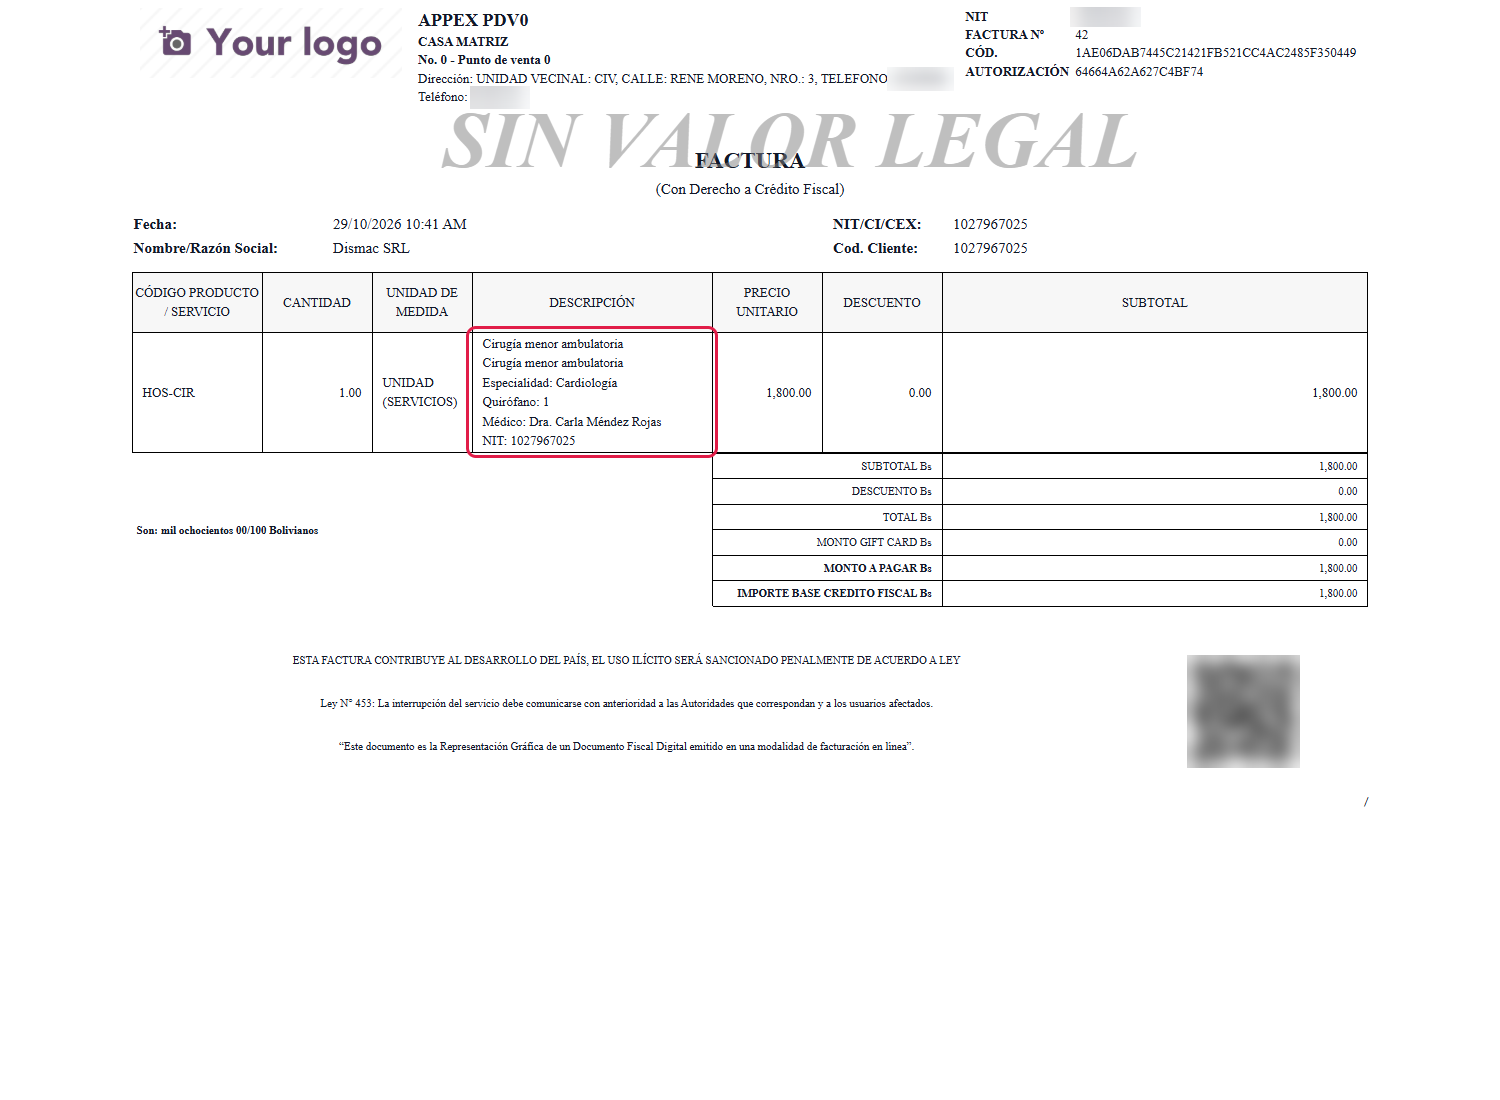 Your logo
APPEX PDV0
CASA MATRIZ
No. 0 - Punto de venta 0
Dirección: UNIDAD VECINAL: CIV, CALLE: RENE MORENO, NRO.: 3, TELEFONO
Teléfono:
NIT
FACTURA Nº 42
CÓD. 1AE06DAB7445C21421FB521CC4AC2485F350449
AUTORIZACIÓN 64664A62A627C4BF74
SIN VALOR LEGAL
FACTURA
(Con Derecho a Crédito Fiscal)
Fecha: 29/10/2026 10:41 AM NIT/CI/CEX: 1027967025
Nombre/Razón Social: Dismac SRL Cod. Cliente: 1027967025
CÓDIGO PRODUCTO / SERVICIO CANTIDAD UNIDAD DE MEDIDA DESCRIPCIÓN PRECIO UNITARIO DESCUENTO SUBTOTAL
HOS-CIR 1.00 UNIDAD (SERVICIOS)
Cirugía menor ambulatoria
Cirugía menor ambulatoria
Especialidad: Cardiología
Quirófano: 1
Médico: Dra. Carla Méndez Rojas
NIT: 1027967025
1,800.00 0.00 1,800.00
SUBTOTAL Bs 1,800.00
DESCUENTO Bs 0.00
TOTAL Bs 1,800.00
Son: mil ochocientos 00/100 Bolivianos
MONTO GIFT CARD Bs 0.00
MONTO A PAGAR Bs 1,800.00
IMPORTE BASE CREDITO FISCAL Bs 1,800.00
ESTA FACTURA CONTRIBUYE AL DESARROLLO DEL PAÍS, EL USO ILÍCITO SERÁ SANCIONADO PENALMENTE DE ACUERDO A LEY
Ley N° 453: La interrupción del servicio debe comunicarse con anterioridad a las Autoridades que correspondan y a los usuarios afectados.
“Este documento es la Representación Gráfica de un Documento Fiscal Digital emitido en una modalidad de facturación en línea”.
/